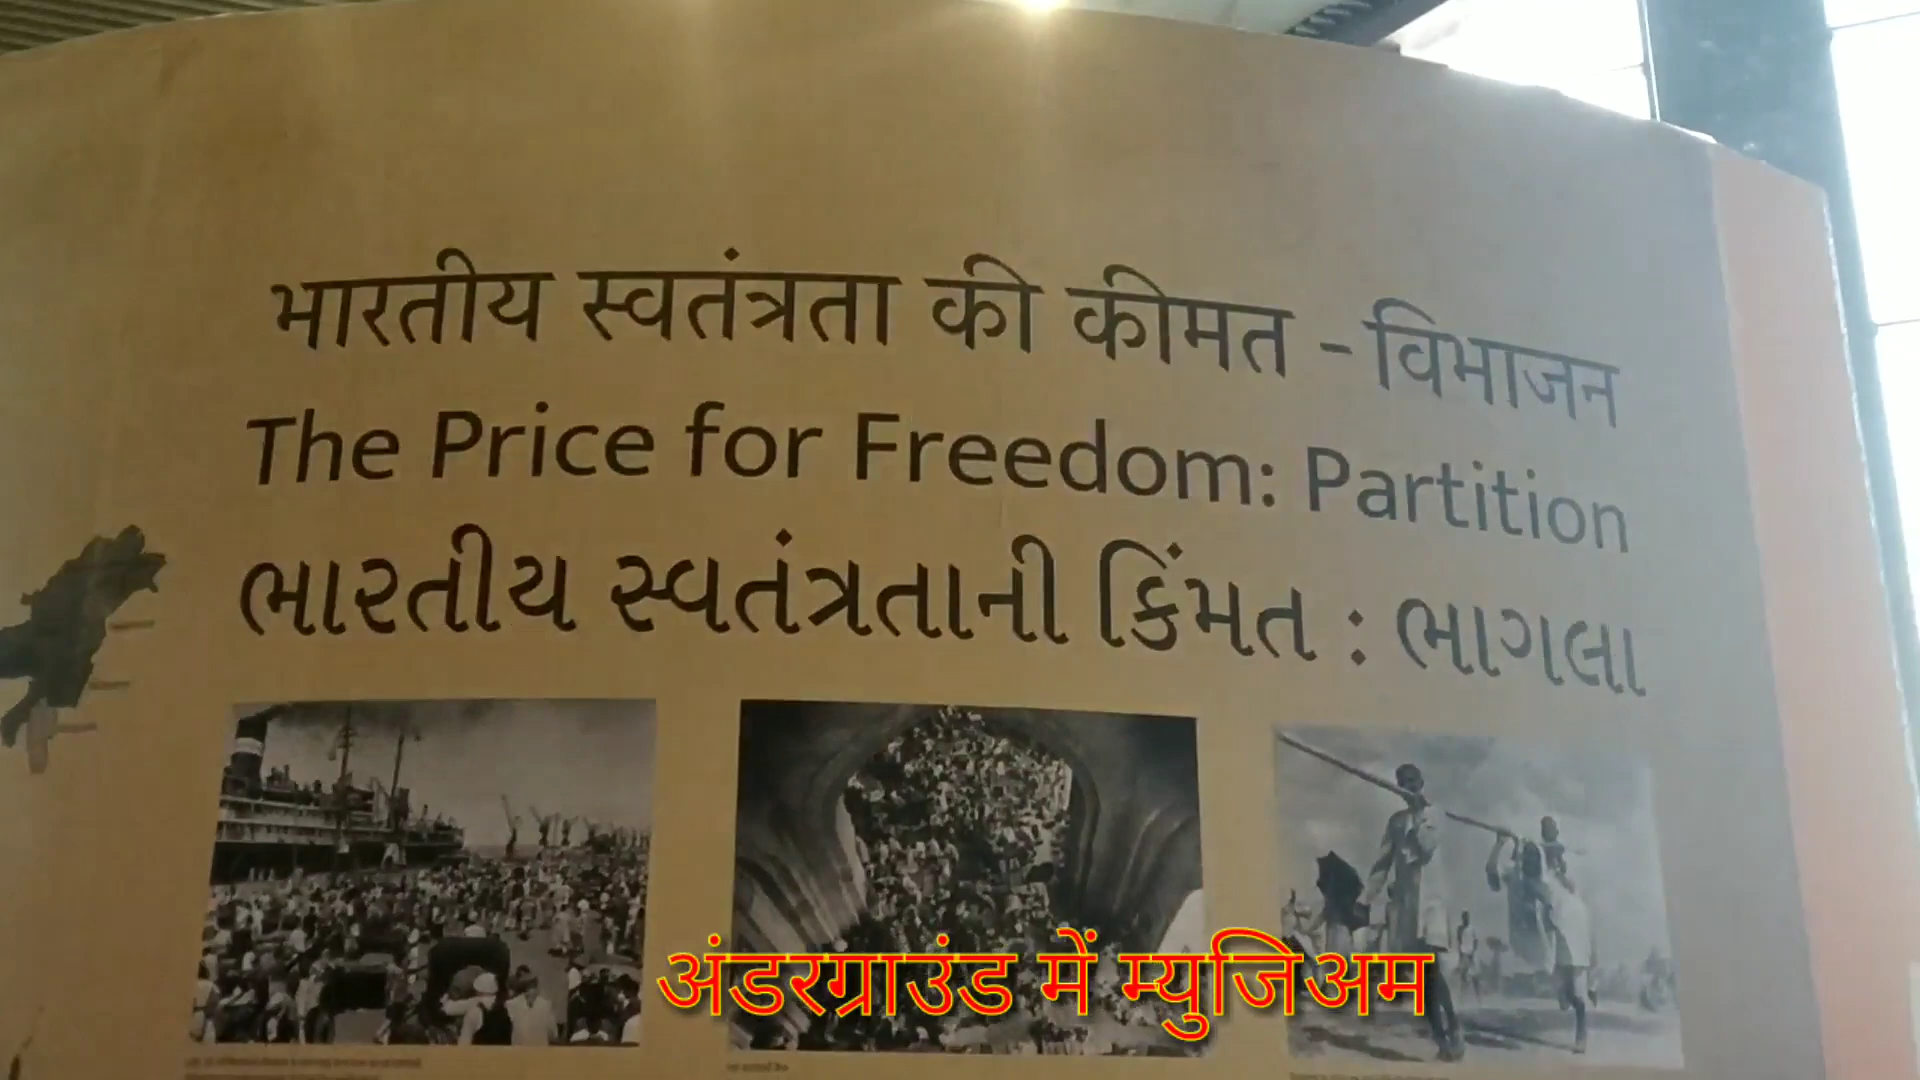 भारतीय स्वतंत्रता की कीमत - विभाजन
The Price for Freedom: Partition
ભારતીય સ્વતંત્રતાની કિંમત : ભાગલા
अंडरग्राउंड में म्युजिअम